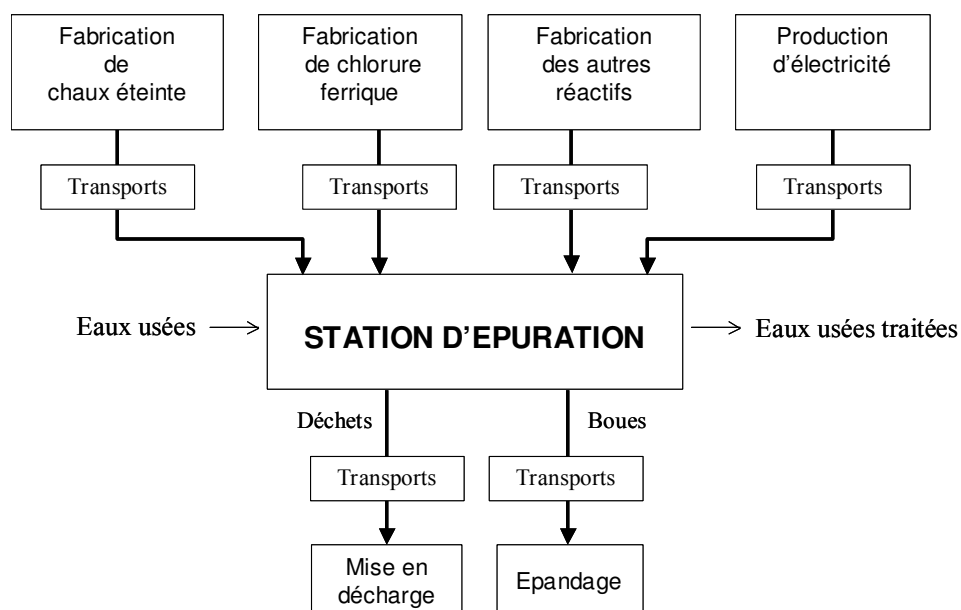 Fabrication
de
chaux éteinte
Fabrication
de chlorure
ferrique
Fabrication
des autres
réactifs
Production
d'électricité
Transports
Transports
Transports
Transports
Eaux usées
STATION D'EPURATION
Eaux usées traitées
Déchets
Boues
Transports
Transports
Mise en
décharge
Epandage